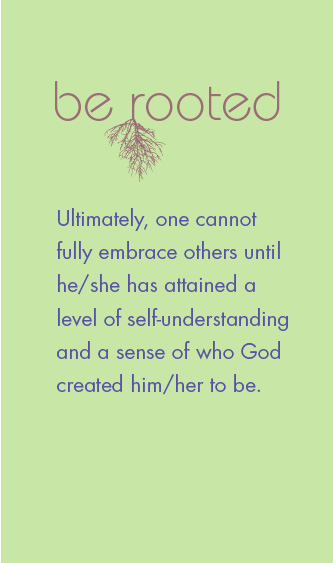 be rooted
Ultimately, one cannot
fully embrace others until
he/she has attained a
level of self-understanding
and a sense of who God
created him/her to be.